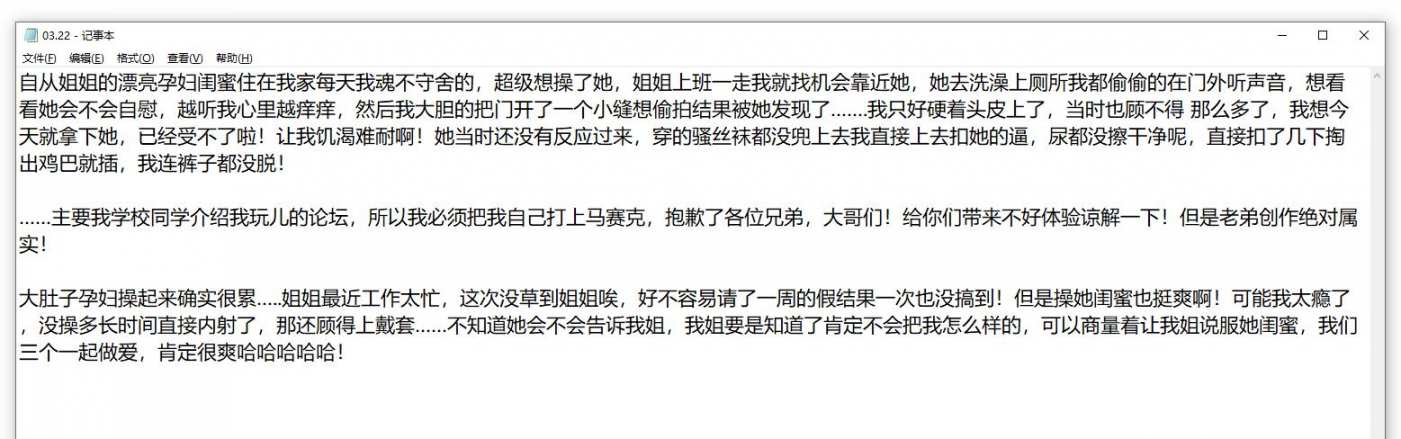 03.22 - 记事本
文件(F) 编辑(E) 格式(O) 查看(V) 帮助(H)
自从姐姐的漂亮孕妇闺蜜住在我家每天我魂不守舍的，超级想操了她，姐姐上班一走我就找机会靠近她，她去洗澡上厕所我都偷偷的在门外听声音，想看
看她会不会自慰，越听我心里越痒痒，然后我大胆的把门开了一个小缝想偷拍结果被她发现了.......我只好硬着头皮上了，当时也顾不得 那么多了，我想今
天就拿下她，已经受不了啦！让我饥渴难耐啊！她当时还没有反应过来，穿的骚丝袜都没兜上去我直接上去扣她的逼，尿都没擦干净呢，直接扣了几下掏
出鸡巴就插，我连裤子都没脱！
......主要我学校同学介绍我玩儿的论坛，所以我必须把我自己打上马赛克，抱歉了各位兄弟，大哥们！给你们带来不好体验谅解一下！但是老弟创作绝对属
实！
大肚子孕妇操起来确实很累.....姐姐最近工作太忙，这次没草到姐姐唉，好不容易请了一周的假结果一次也没搞到！但是操她闺蜜也挺爽啊！可能我太瘾了
，没操多长时间直接内射了，那还顾得上戴套......不知道她会不会告诉我姐，我姐要是知道了肯定不会把我怎么样的，可以商量着让我姐说服她闺蜜，我们
三个一起做爱，肯定很爽哈哈哈哈哈！